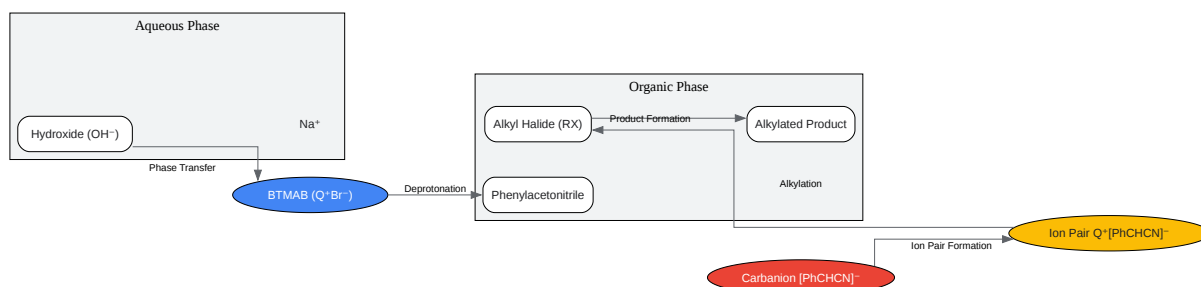 Aqueous Phase
Hydroxide (OH⁻)
Na⁺
Phase Transfer
BTMAB (Q⁺Br⁻)
Deprotonation
Organic Phase
Alkyl Halide (RX)
Product Formation
Alkylated Product
Phenylacetonitrile
Alkylation
Ion Pair Q⁺[PhCHCN]⁻
Ion Pair Formation
Carbanion [PhCHCN]⁻